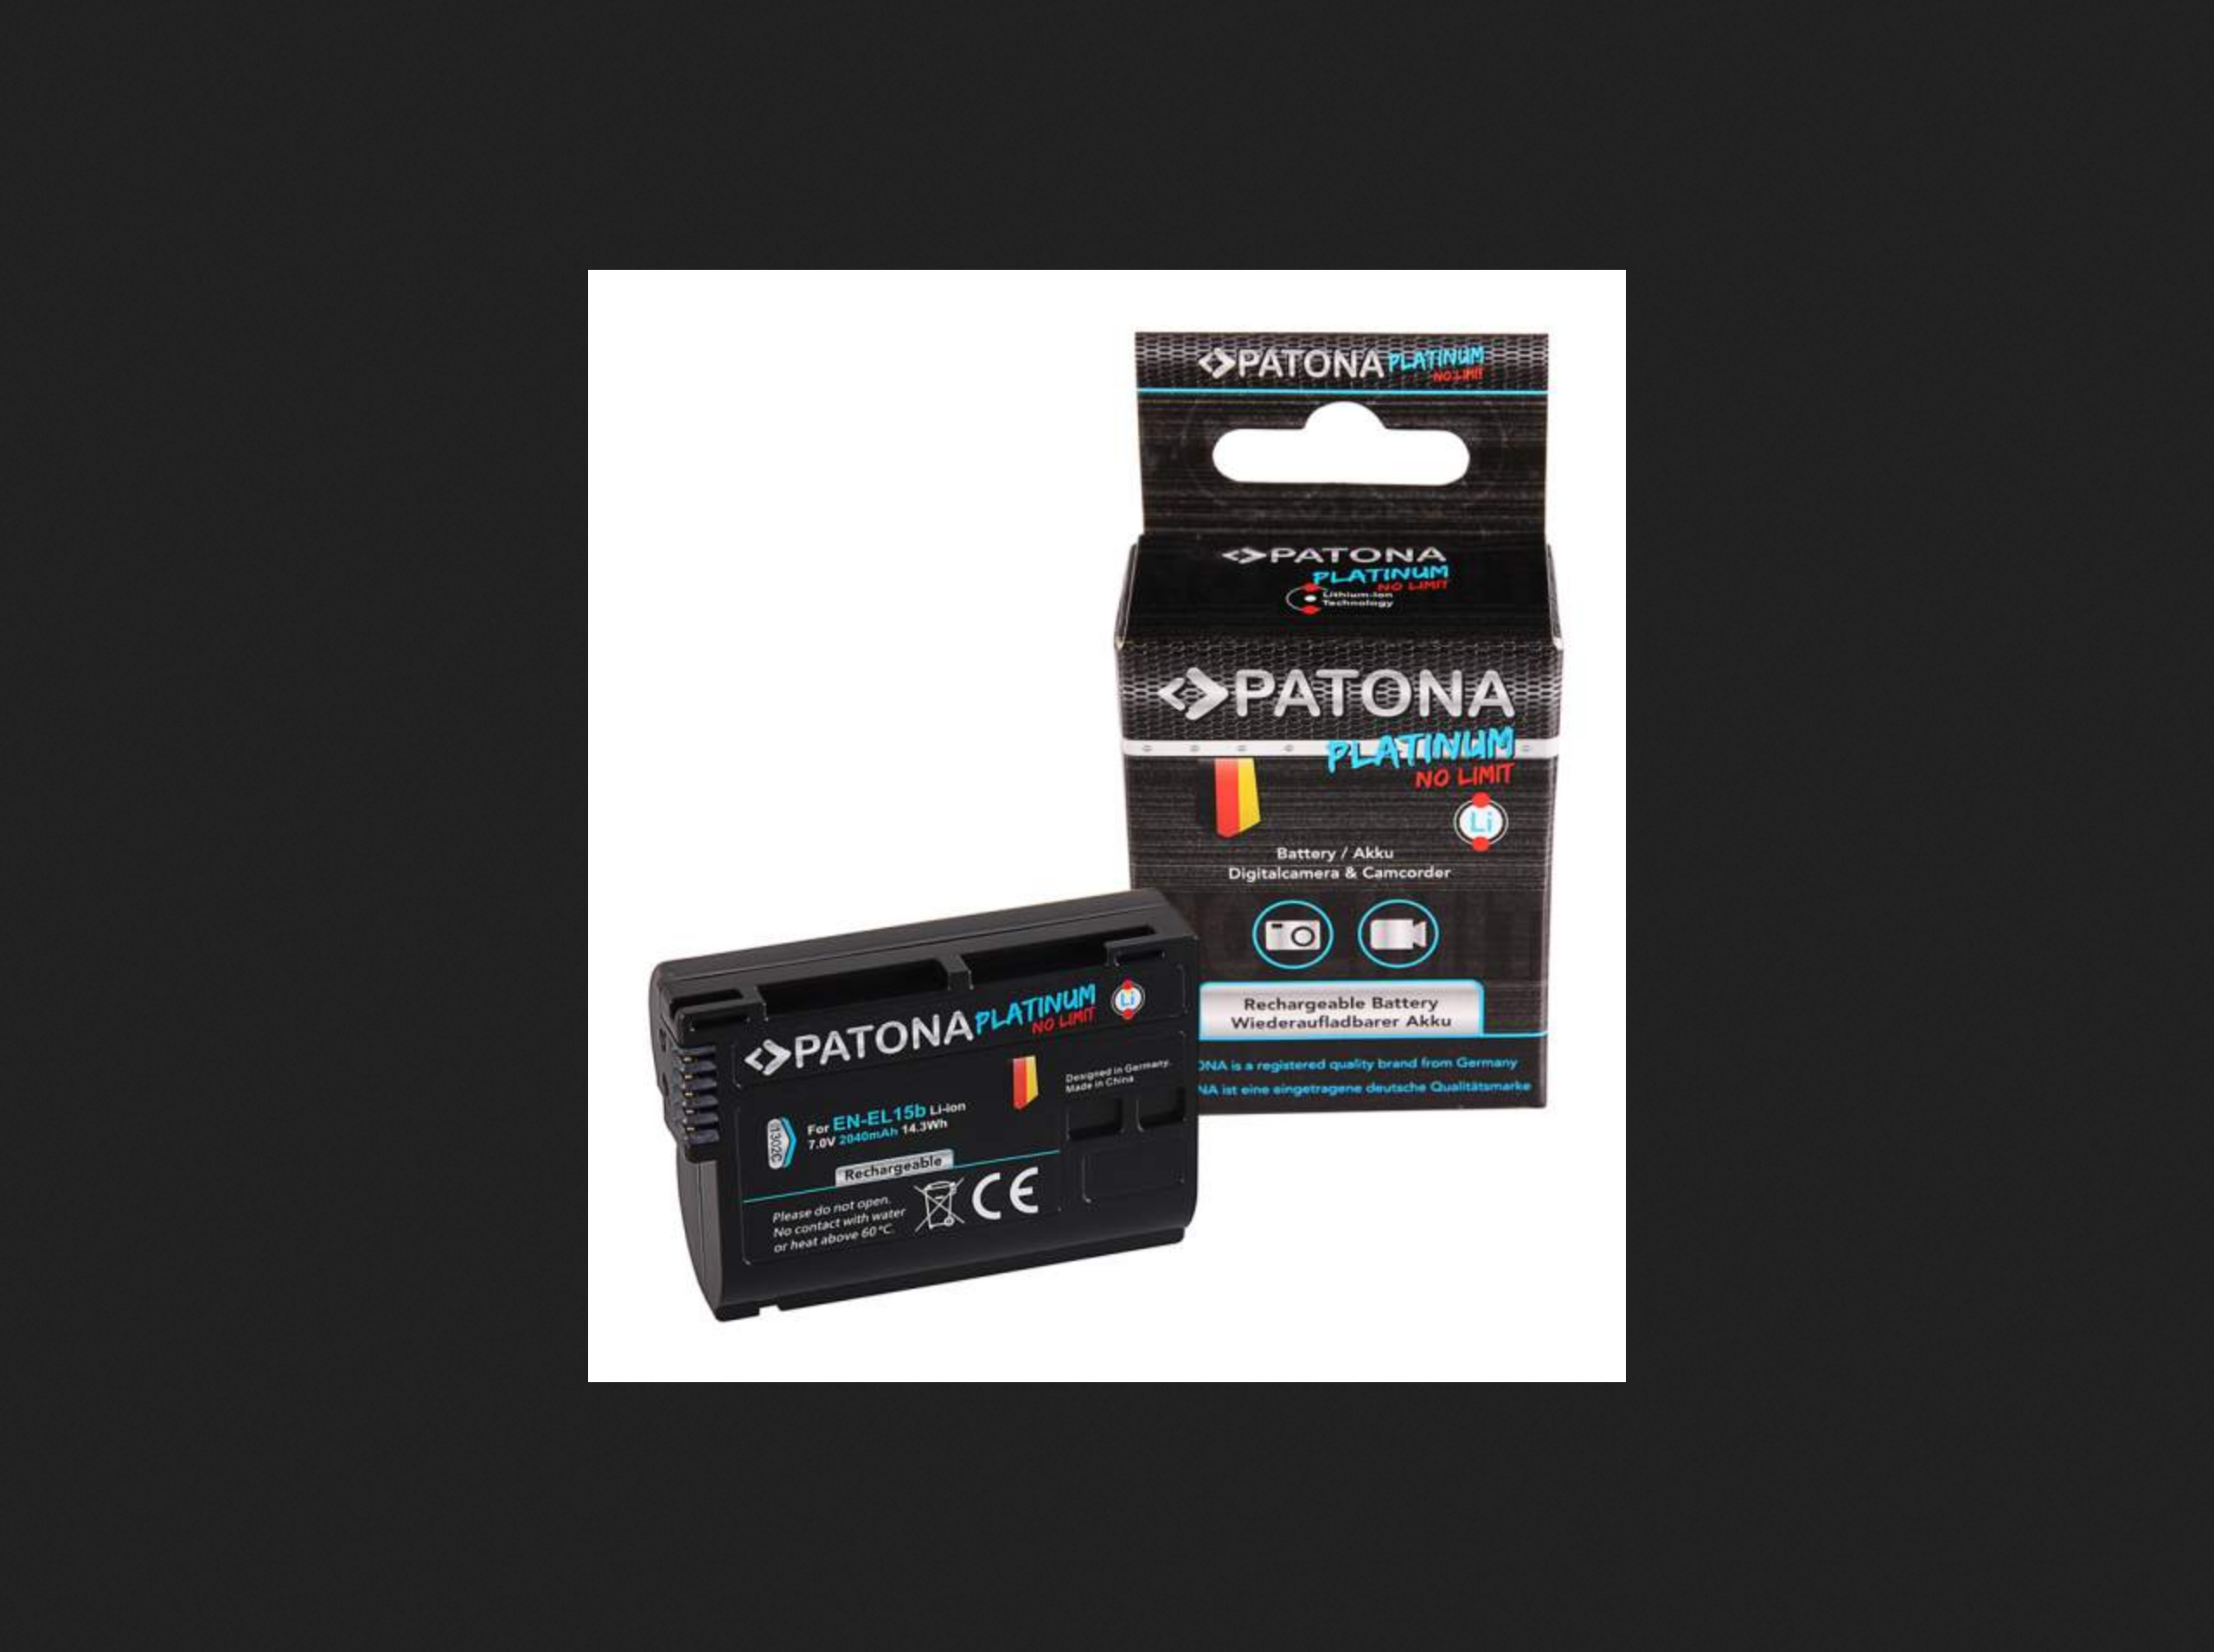 PATONA PLATINUM
NO LIMIT
PATONA
PLATINUM
NO LIMIT
Lithium-Ion
Technology
PATONA
PLATINUM
NO LIMIT
Li
Battery / Akku
Digitalcamera & Camcorder
Rechargeable Battery
Wiederaufladbarer Akku
ONA is a registered quality brand from Germany
NA ist eine eingetragene deutsche Qualitätsmarke
PATONA PLATINUM Li
NO LIMIT
Designed in Germany.
Made in China
1302C
For EN-EL15b Li-ion
7.0V 2040mAh 14.3Wh
Rechargeable
Please do not open.
No contact with water
or heat above 60°C.
CE